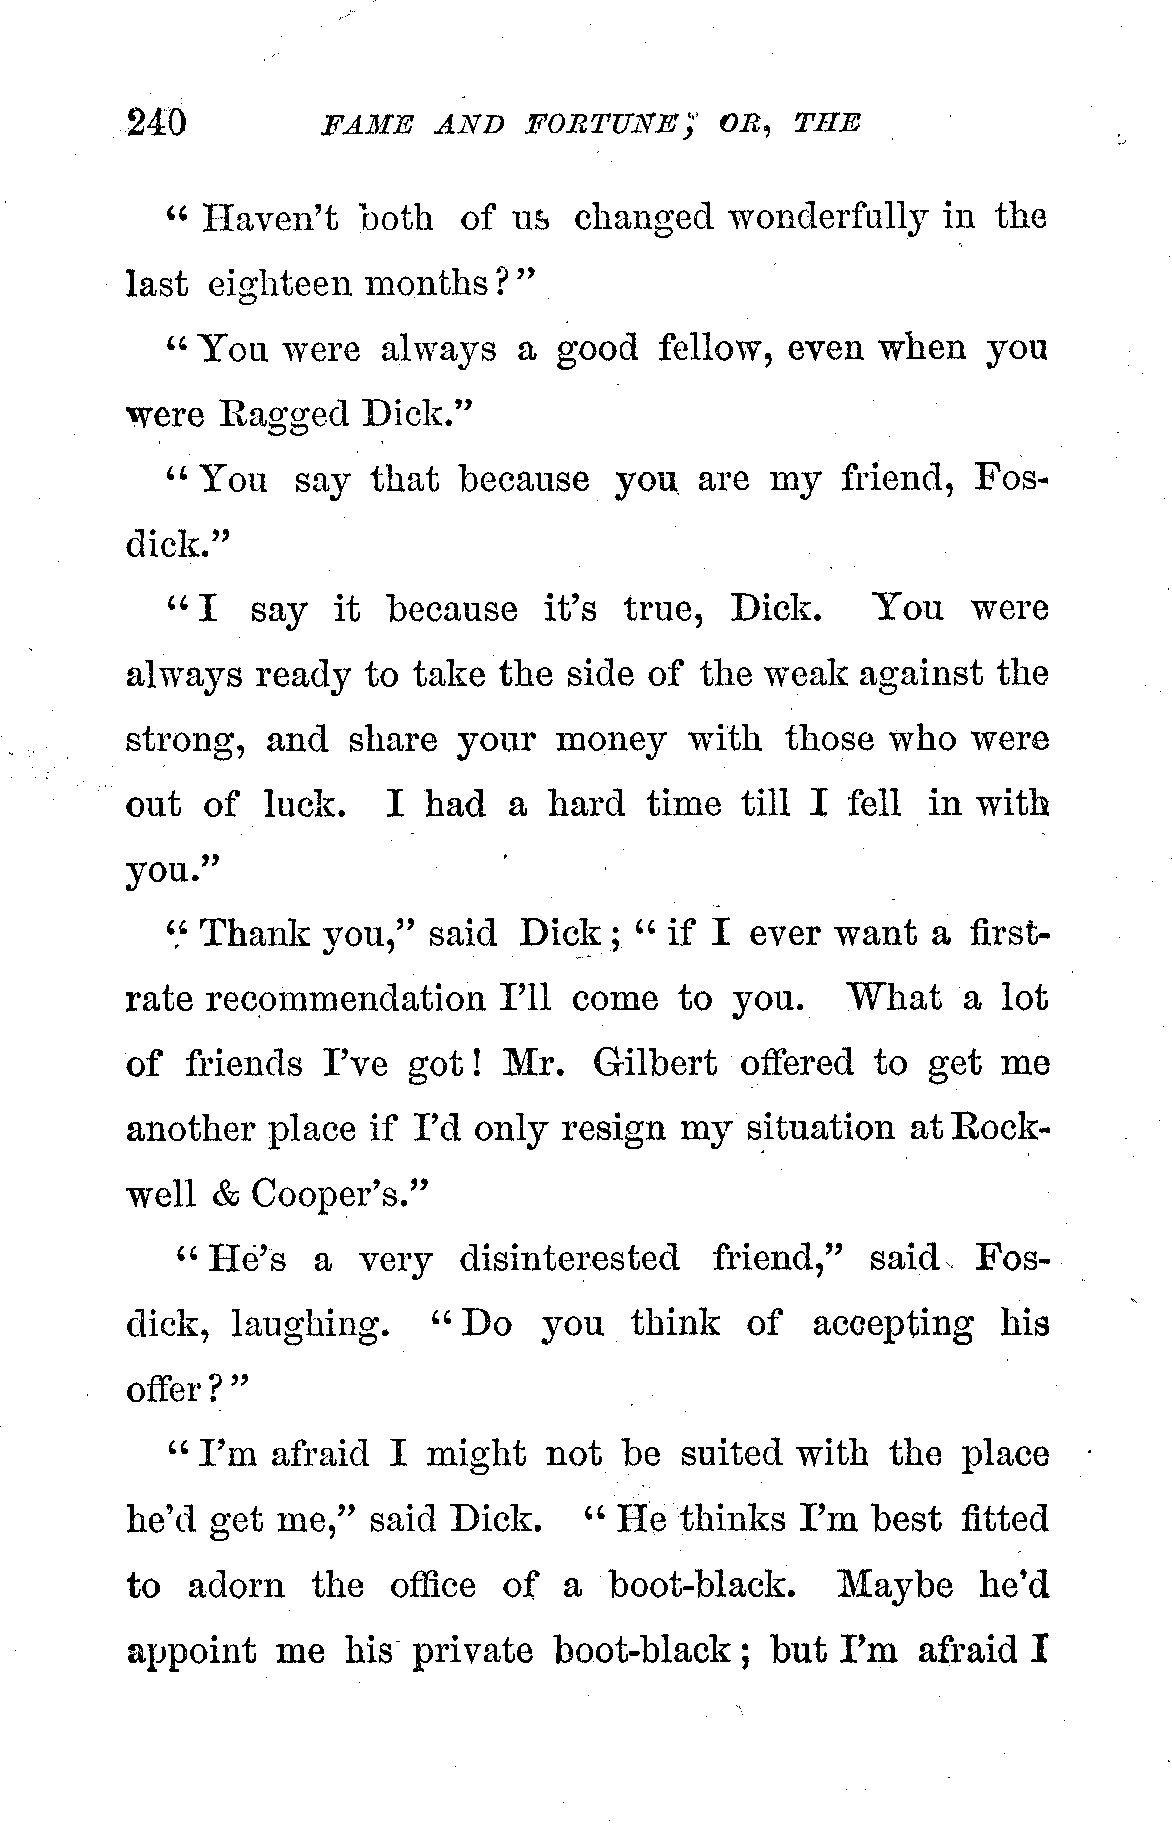 240 FAME AND FORTUNE; OR, THE
“ Haven’t both of us changed wonderfully in the
last eighteen months?”
“ You were always a good fellow, even when you
were Ragged Dick.”
“ You say that because you are my friend, Fos-
dick.”
“ I say it because it’s true, Dick. You were
always ready to take the side of the weak against the
strong, and share your money with those who were
out of luck. I had a hard time till I fell in with
you.”
“ Thank you,” said Dick; “ if I ever want a first-
rate recommendation I’ll come to you. What a lot
of friends I’ve got! Mr. Gilbert offered to get me
another place if I’d only resign my situation at Rock-
well & Cooper’s.”
“ He’s a very disinterested friend,” said Fos-
dick, laughing. “ Do you think of accepting his
offer?”
“ I’m afraid I might not be suited with the place
he’d get me,” said Dick. “ He thinks I’m best fitted
to adorn the office of a boot-black. Maybe he’d
appoint me his private boot-black; but I’m afraid I